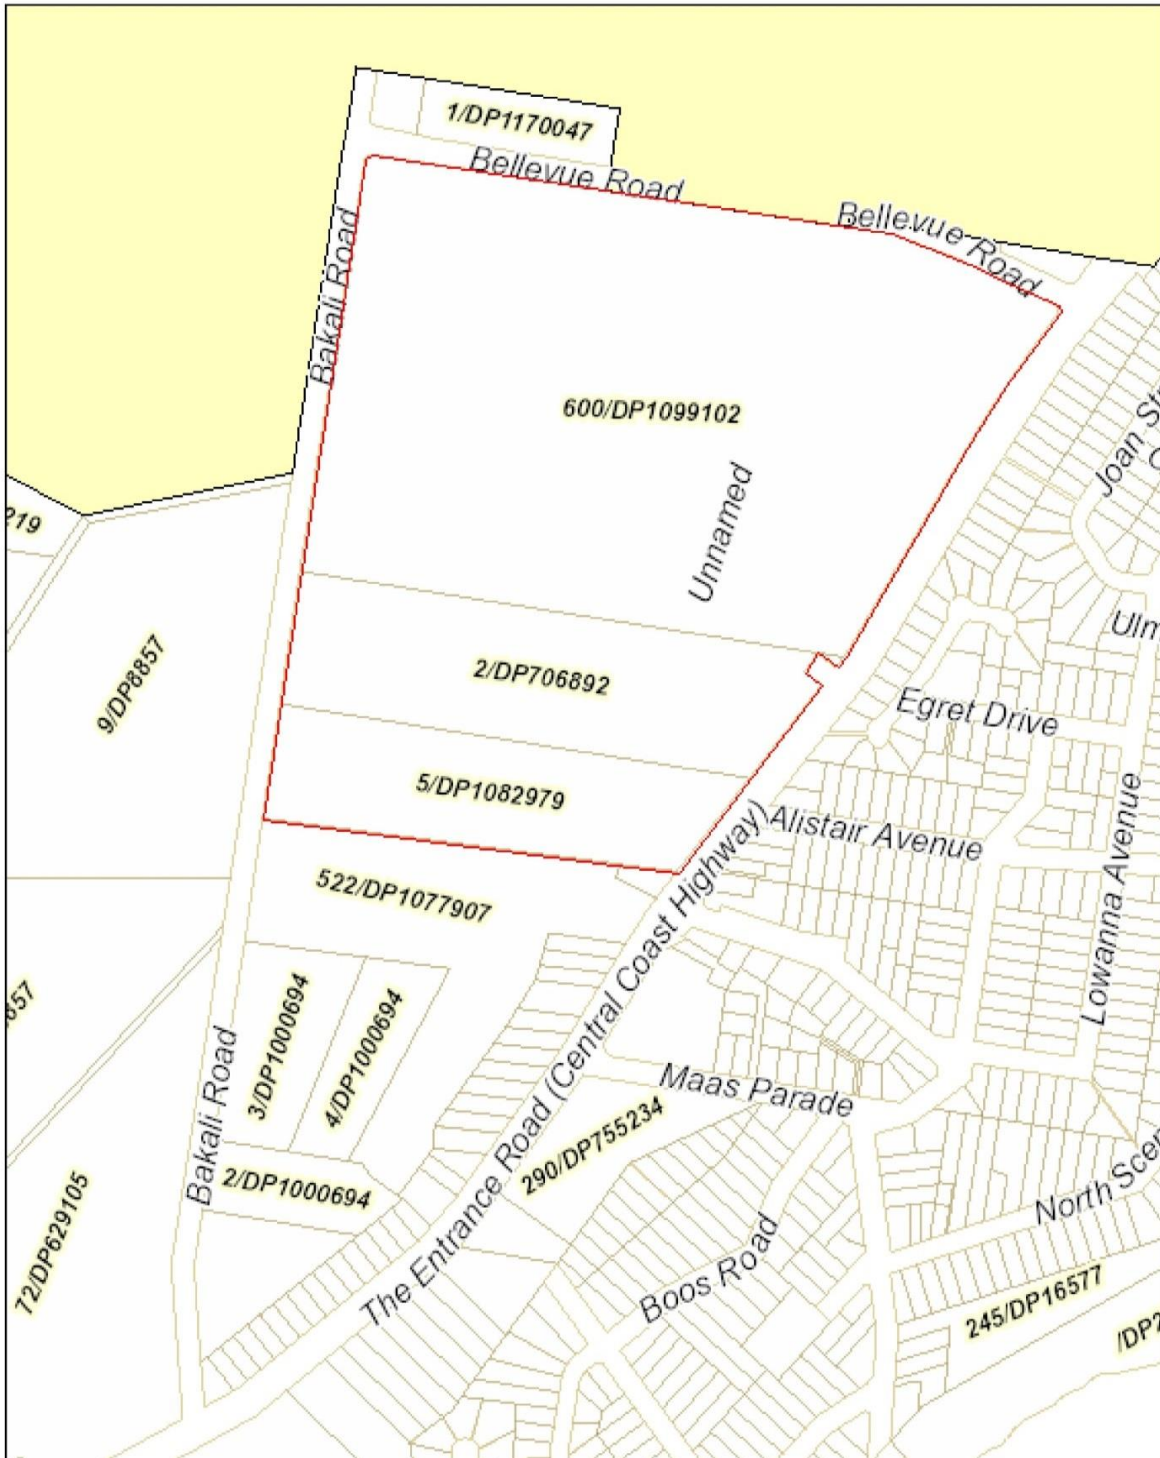 1/DP1170047
Bellevue Road
Bellevue Road
Bakali Road
600/DP1099102
Unnamed
Joan St
219
9/DP8857
2/DP706892
Ulm
Egret Drive
5/DP1082979
Alistair Avenue
Lowanna Avenue
522/DP1077907
857
3/DP1000694
4/DP1000694
The Entrance Road (Central Coast Highway)
Maas Parade
Bakali Road
290/DP755234
2/DP1000694
North Scen
72/DP629105
Boos Road
245/DP16577
/DP2